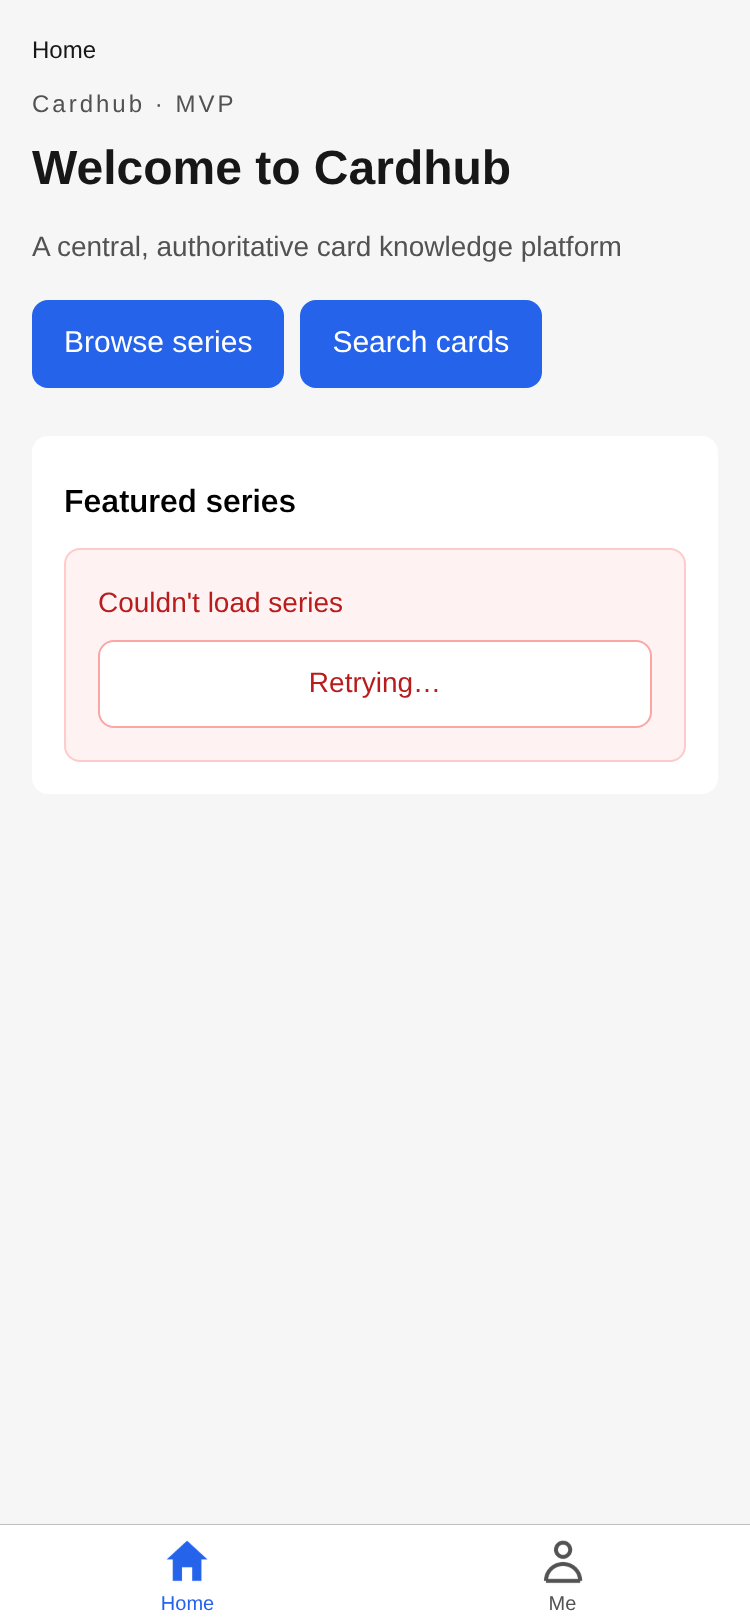 Home
Cardhub · MVP
Welcome to Cardhub
A central, authoritative card knowledge platform
Browse series
Search cards
Featured series
Couldn't load series
Retrying…
Home
Me